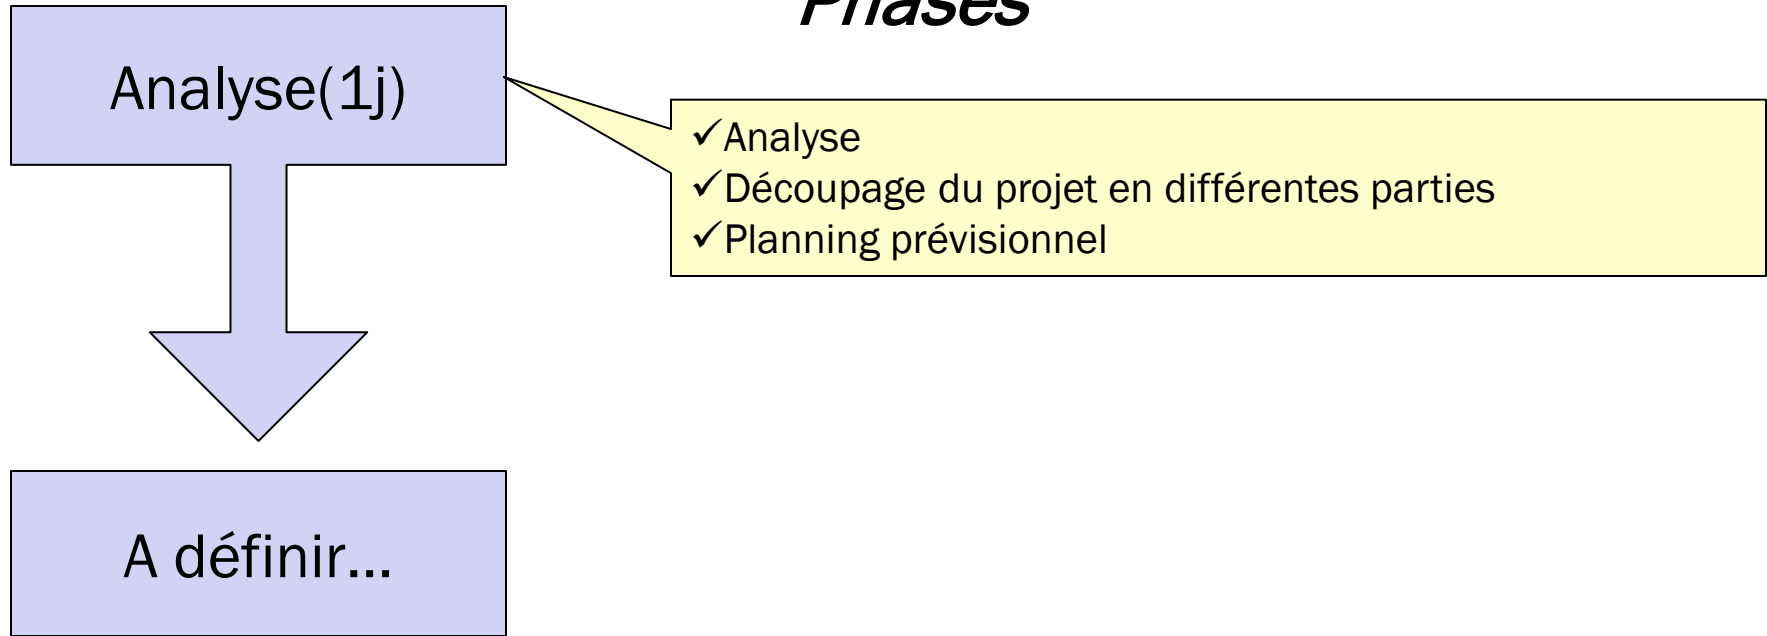 Phases
Analyse(1j)
✓Analyse
✓Découpage du projet en différentes parties
✓Planning prévisionnel
A définir...